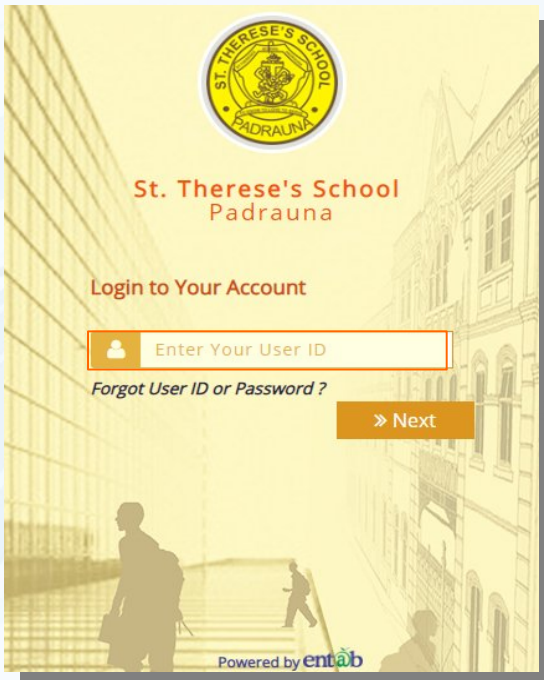 ST. THERESE'S SCHOOL
PADRAUNA
St. Therese's School
Padrauna
Login to Your Account
Enter Your User ID
Forgot User ID or Password ?
» Next
Powered by entab